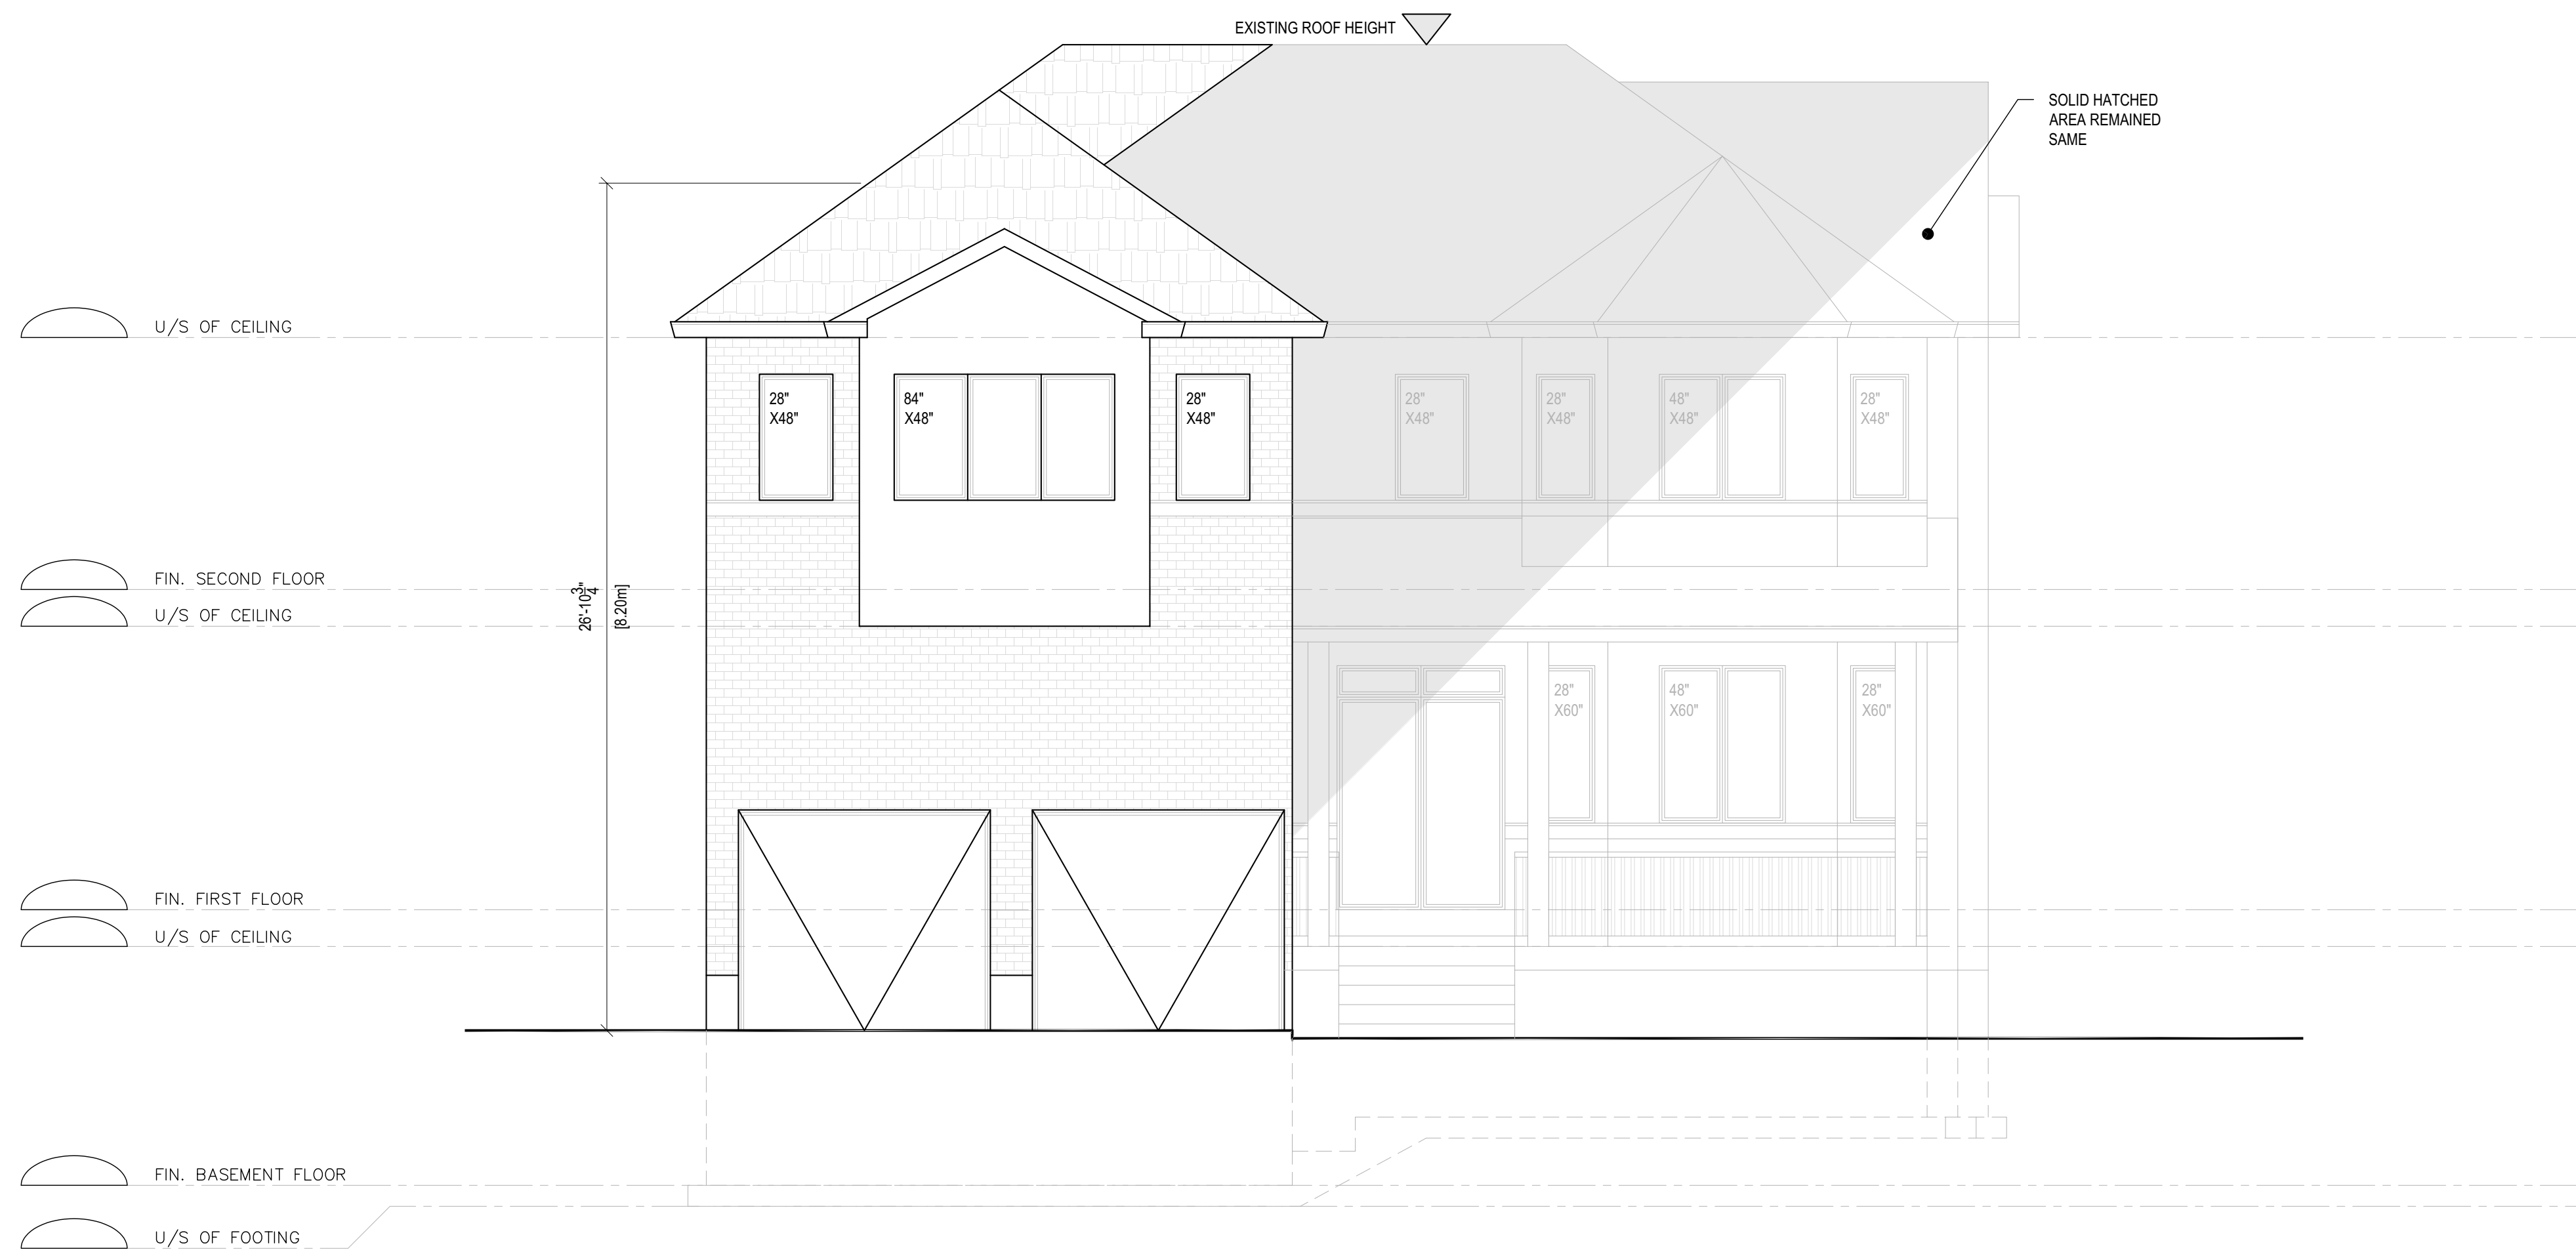 EXISTING ROOF HEIGHT
SOLID HATCHED
AREA REMAINED
SAME
U/S OF CEILING
28"
X48"
84"
X48"
28"
X48"
28"
X48"
28"
X48"
48"
X48"
28"
X48"
FIN. SECOND FLOOR
U/S OF CEILING
26'-10 3/4"
[8.20m]
28"
X60"
48"
X60"
28"
X60"
FIN. FIRST FLOOR
U/S OF CEILING
FIN. BASEMENT FLOOR
U/S OF FOOTING